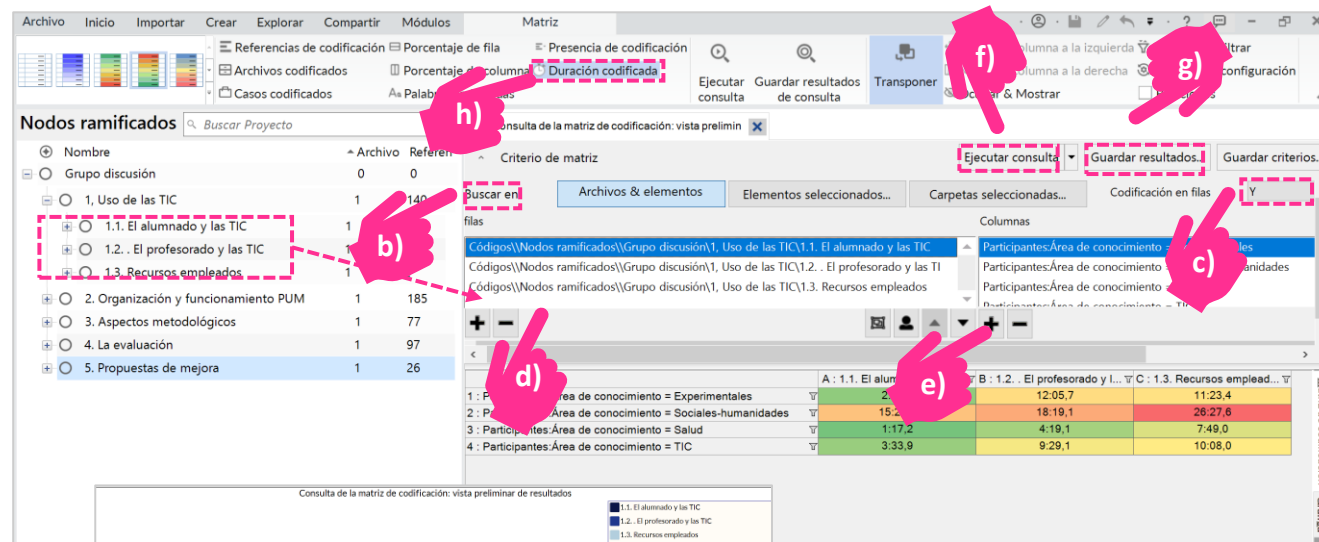 Archivo Inicio Importar Crear Explorar Compartir Módulos Matriz
Referencias de codificación Porcentaje de fila Presencia de codificación
Archivos codificados Porcentaje de columna Duración codificada
Casos codificados
Ejecutar consulta
Guardar resultados de consulta
Transponer
columna a la izquierda
columna a la derecha
& Mostrar
f)
g)
h)
Nodos ramificados Buscar Proyecto
onsulta de la matriz de codificación: vista prelimin
Nombre Archivo Referen
Grupo discusión 0 0
1, Uso de las TIC 1 140
1.1. El alumnado y las TIC 1
1.2. . El profesorado y las TIC
1.3. Recursos empleados
2. Organización y funcionamiento PUM 1 185
3. Aspectos metodológicos 1 77
4. La evaluación 1 97
5. Propuestas de mejora 1 26
b)
Criterio de matriz Ejecutar consulta Guardar resultados... Guardar criterios.
Buscar en Archivos & elementos Elementos seleccionados... Carpetas seleccionadas... Codificación en filas Y
filas Columnas
Códigos\\Nodos ramificados\\Grupo discusión\1, Uso de las TIC\1.1. El alumnado y las TIC
Códigos\\Nodos ramificados\\Grupo discusión\1, Uso de las TIC\1.2. . El profesorado y las TI
Códigos\\Nodos ramificados\\Grupo discusión\1, Uso de las TIC\1.3. Recursos empleados
Participantes:Área de conocimiento =
Participantes:Área de conocimiento =
Participantes:Área de conocimiento =
Participantes:Área de conocimiento = TIC
c)
d)
e)
A : 1.1. El alum B : 1.2. . El profesorado y l... C : 1.3. Recursos emplead...
1 : Área de conocimiento = Experimentales 12:05,7 11:23,4
2 : Área de conocimiento = Sociales-humanidades 18:19,1 26:27,6
3 : Participantes:Área de conocimiento = Salud 1:17,2 4:19,1 7:49,0
4 : Participantes:Área de conocimiento = TIC 3:33,9 9:29,1 10:08,0
Consulta de la matriz de codificación: vista preliminar de resultados
1.1. El alumnado y las TIC
1.2. . El profesorado y las TIC
1.3. Recursos empleados